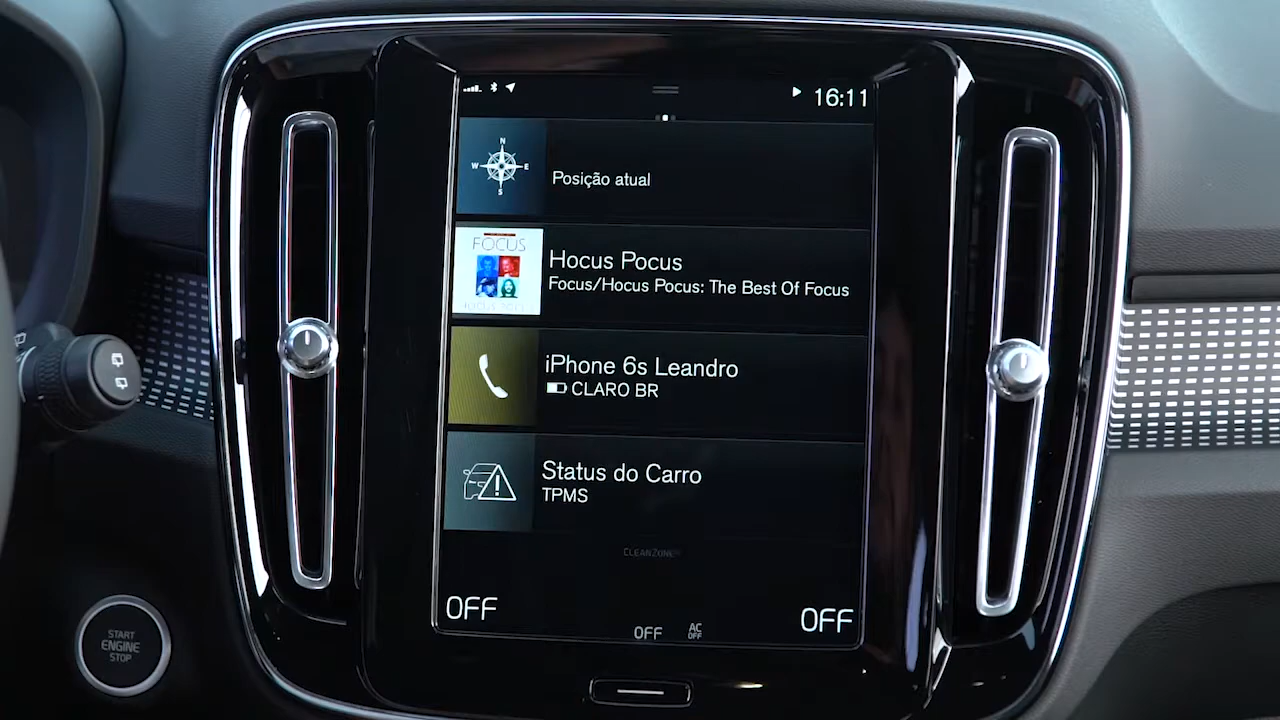 16:11
N
W E
S
Posição atual
FOCUS
Hocus Pocus
Focus/Hocus Pocus: The Best Of Focus
iPhone 6s Leandro
CLARO BR
Status do Carro
TPMS
CLEANZONE
OFF
OFF
AC
OFF
OFF
START
ENGINE
STOP